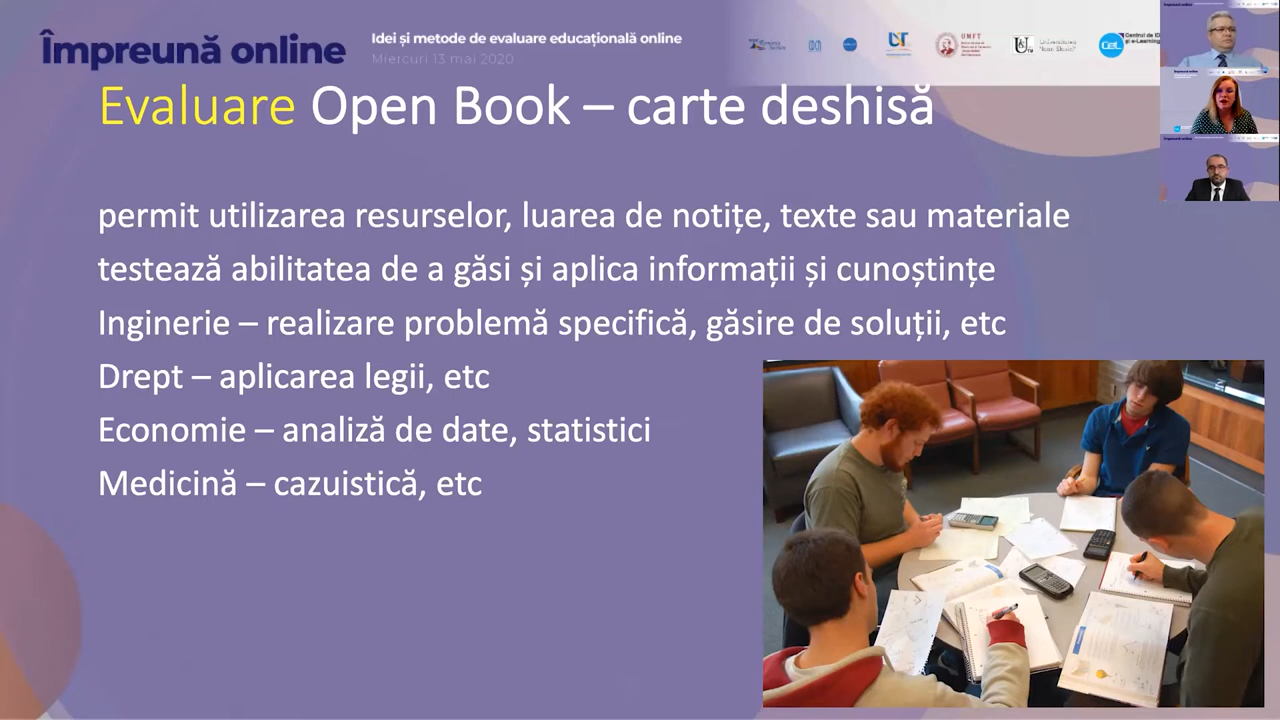 Împreună online
Idei și metode de evaluare educațională online
Miercuri 13 mai 2020
Evaluare Open Book – carte deshisă
permit utilizarea resurselor, luarea de notițe, texte sau materiale
testează abilitatea de a găsi și aplica informații și cunoștințe
Inginerie – realizare problemă specifică, găsire de soluții, etc
Drept – aplicarea legii, etc
Economie – analiză de date, statistici
Medicină – cazuistică, etc